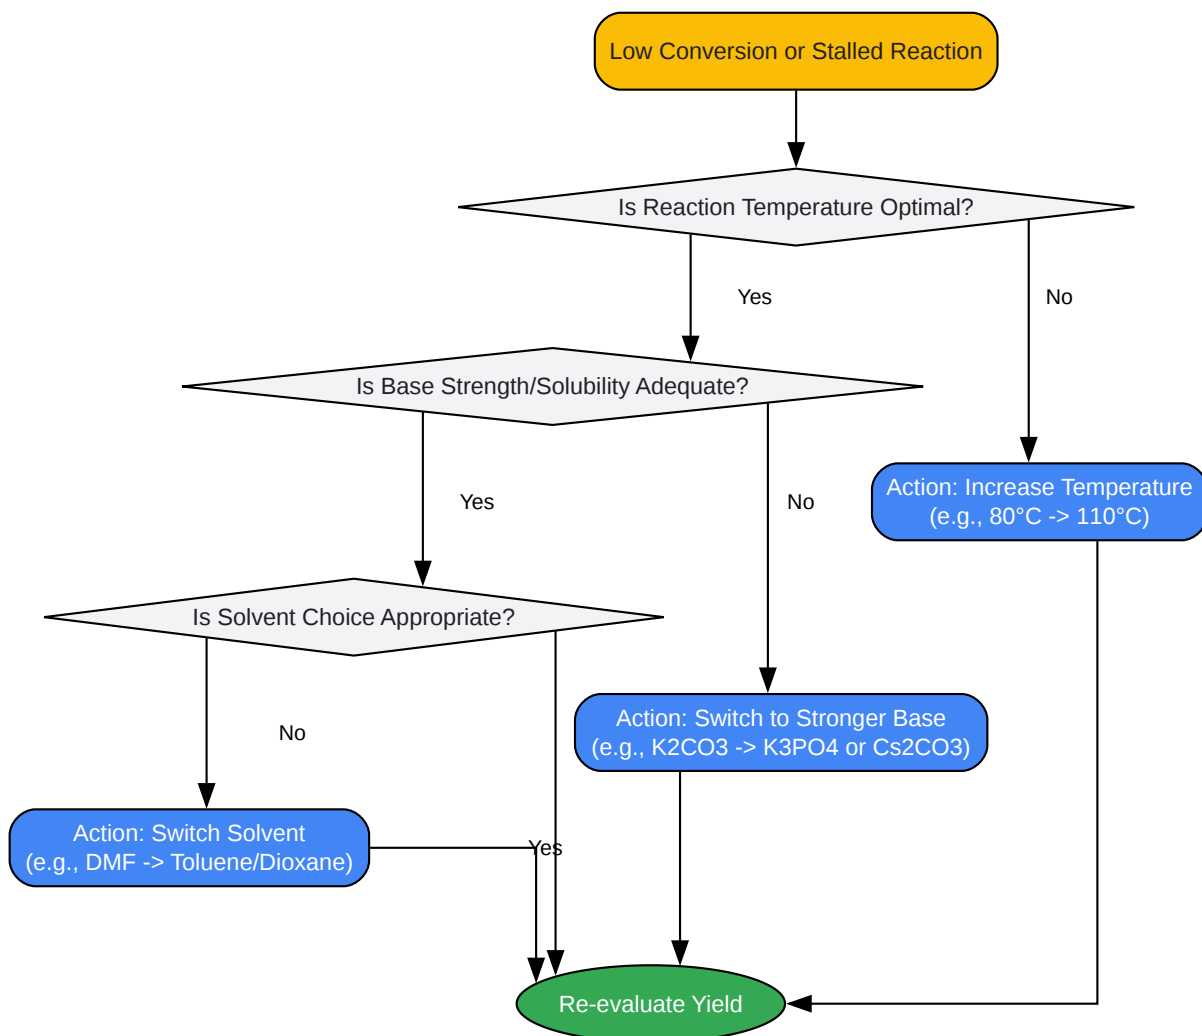 Low Conversion or Stalled Reaction
Is Reaction Temperature Optimal?
Yes
No
Is Base Strength/Solubility Adequate?
Yes
No
Action: Increase Temperature
(e.g., 80°C -> 110°C)
Is Solvent Choice Appropriate?
No
Action: Switch to Stronger Base
(e.g., K2CO3 -> K3PO4 or Cs2CO3)
Action: Switch Solvent
(e.g., DMF -> Toluene/Dioxane)
Yes
Re-evaluate Yield